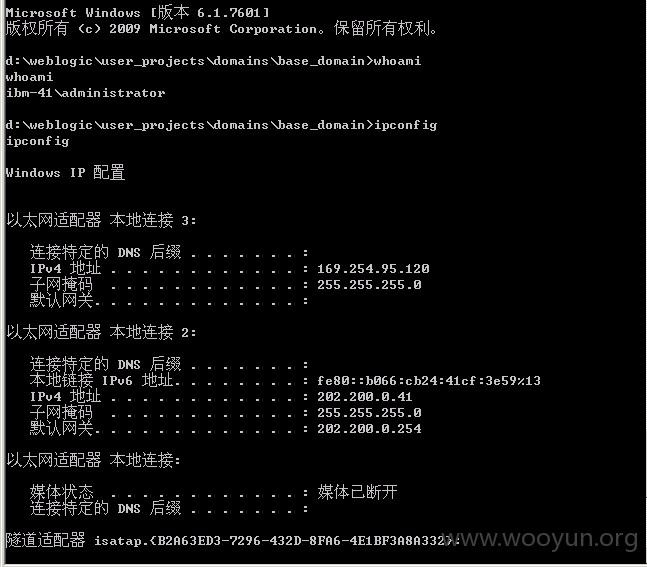 Microsoft Windows [版本 6.1.7601]
版权所有 (c) 2009 Microsoft Corporation。保留所有权利。
d:\weblogic\user_projects\domains\base_domain>whoami
whoami
ibm-41\administrator
d:\weblogic\user_projects\domains\base_domain>ipconfig
ipconfig
Windows IP 配置
以太网适配器 本地连接 3:
连接特定的 DNS 后缀 . . . . . . . :
IPv4 地址 . . . . . . . . . . . . : 169.254.95.120
子网掩码  . . . . . . . . . . . . : 255.255.255.0
默认网关. . . . . . . . . . . . . :
以太网适配器 本地连接 2:
连接特定的 DNS 后缀 . . . . . . . :
本地链接 IPv6 地址. . . . . . . . : fe80::b066:cb24:41cf:3e59%13
IPv4 地址 . . . . . . . . . . . . : 202.200.0.41
子网掩码  . . . . . . . . . . . . : 255.255.255.0
默认网关. . . . . . . . . . . . . : 202.200.0.254
以太网适配器 本地连接:
媒体状态  . . . . . . . . . . . . : 媒体已断开
连接特定的 DNS 后缀 . . . . . . . :
隧道适配器 isatap.{B2A63ED3-7296-432D-8FA6-4E1BF3A8A332}:
www.wooyun.org